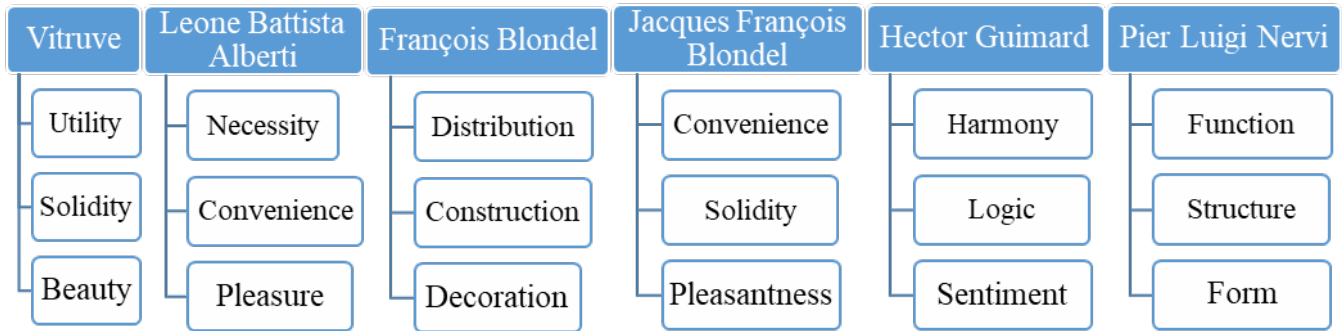 Vitruve
Utility
Solidity
Beauty
Leone Battista
Alberti
Necessity
Convenience
Pleasure
François Blondel
Distribution
Construction
Decoration
Jacques François
Blondel
Convenience
Solidity
Pleasantness
Hector Guimard
Harmony
Logic
Sentiment
Pier Luigi Nervi
Function
Structure
Form